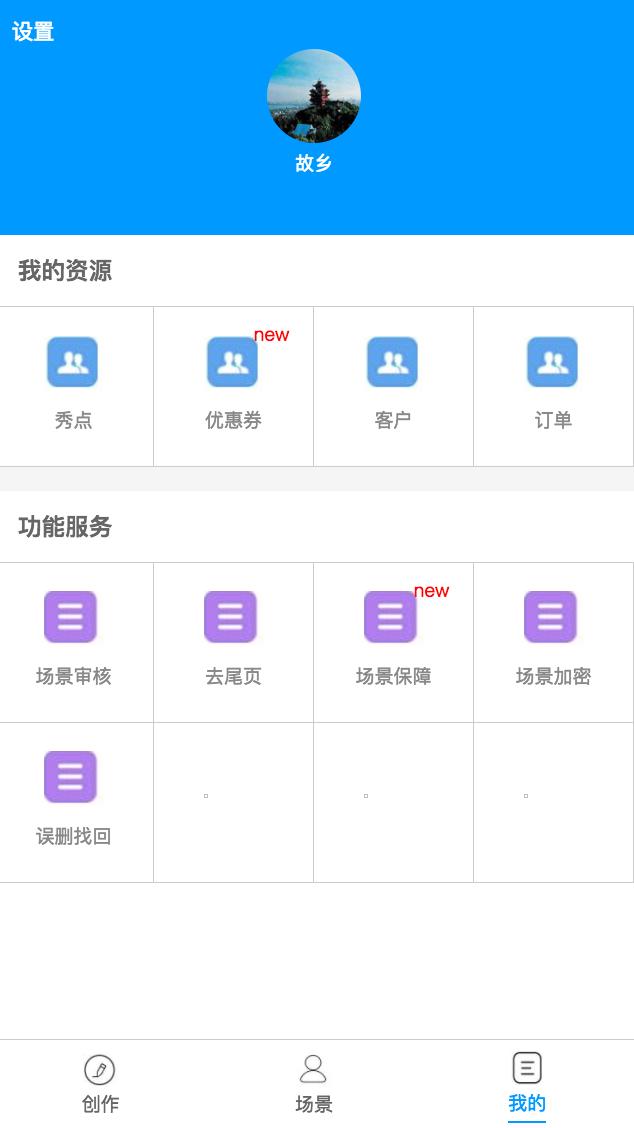 设置
故乡
我的资源
new
秀点 优惠券 客户 订单
功能服务
new
场景审核 去尾页 场景保障 场景加密
误删找回
创作 场景 我的